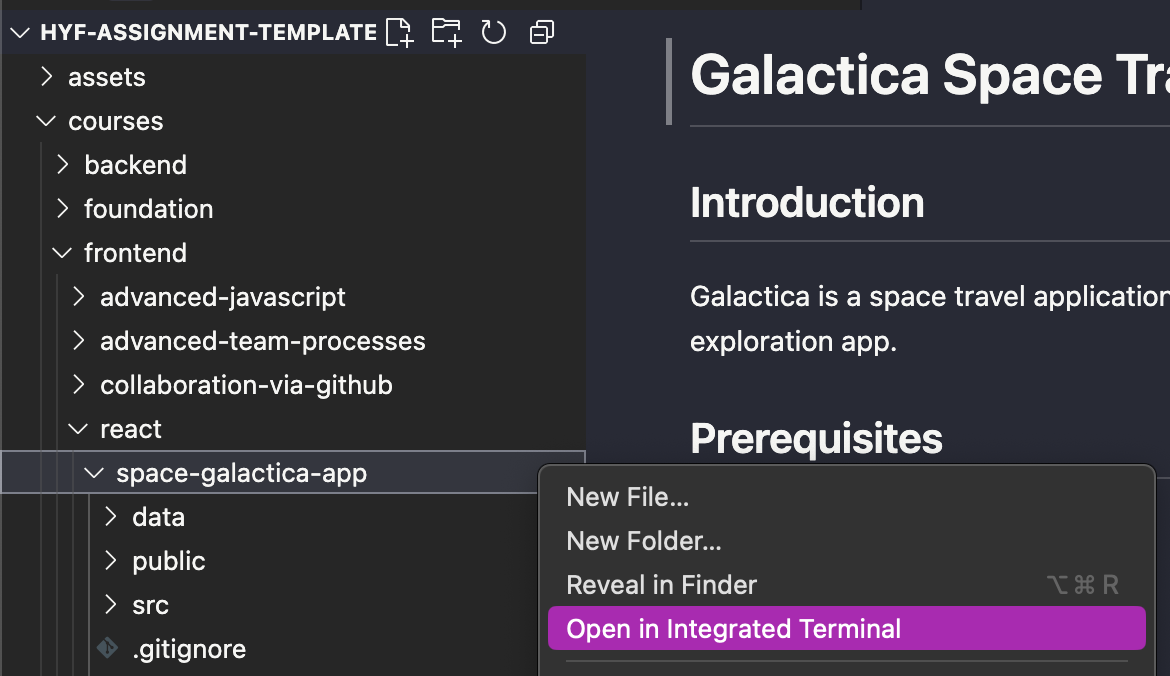 HYF-ASSIGNMENT-TEMPLATE
assets
courses
backend
foundation
frontend
advanced-javascript
advanced-team-processes
collaboration-via-github
react
space-galactica-app
data
public
src
.gitignore
Galactica Space Tra
Introduction
Galactica is a space travel application
exploration app.
Prerequisites
New File...
New Folder...
Reveal in Finder ⌥⌘R
Open in Integrated Terminal